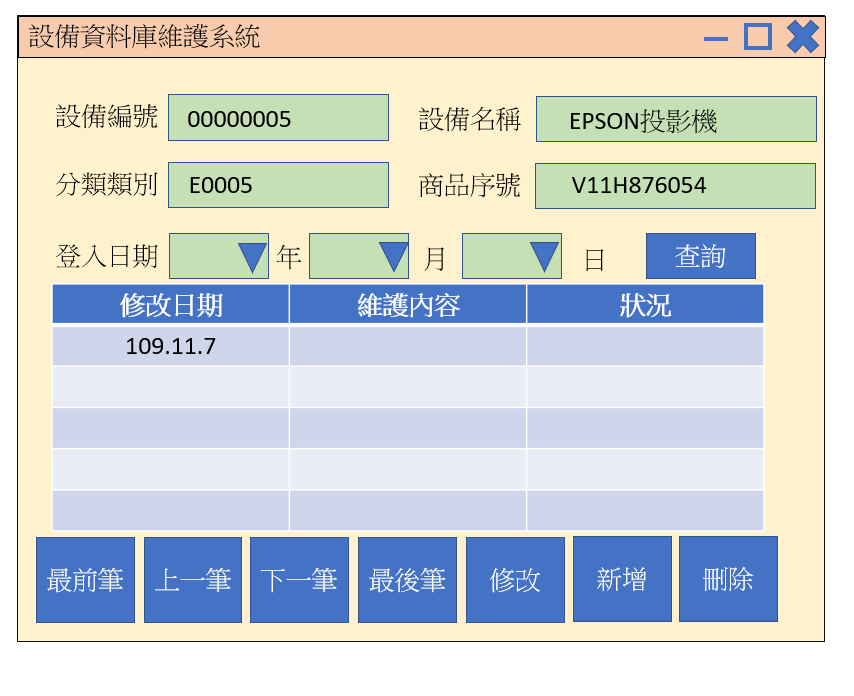 設備資料庫維護系統
設備編號 00000005 設備名稱 EPSON投影機
分類類別 E0005 商品序號 V11H876054
登入日期 年 月 日 查詢
修改日期 維護內容 狀況
109.11.7
最前筆 上一筆 下一筆 最後筆 修改 新增 刪除